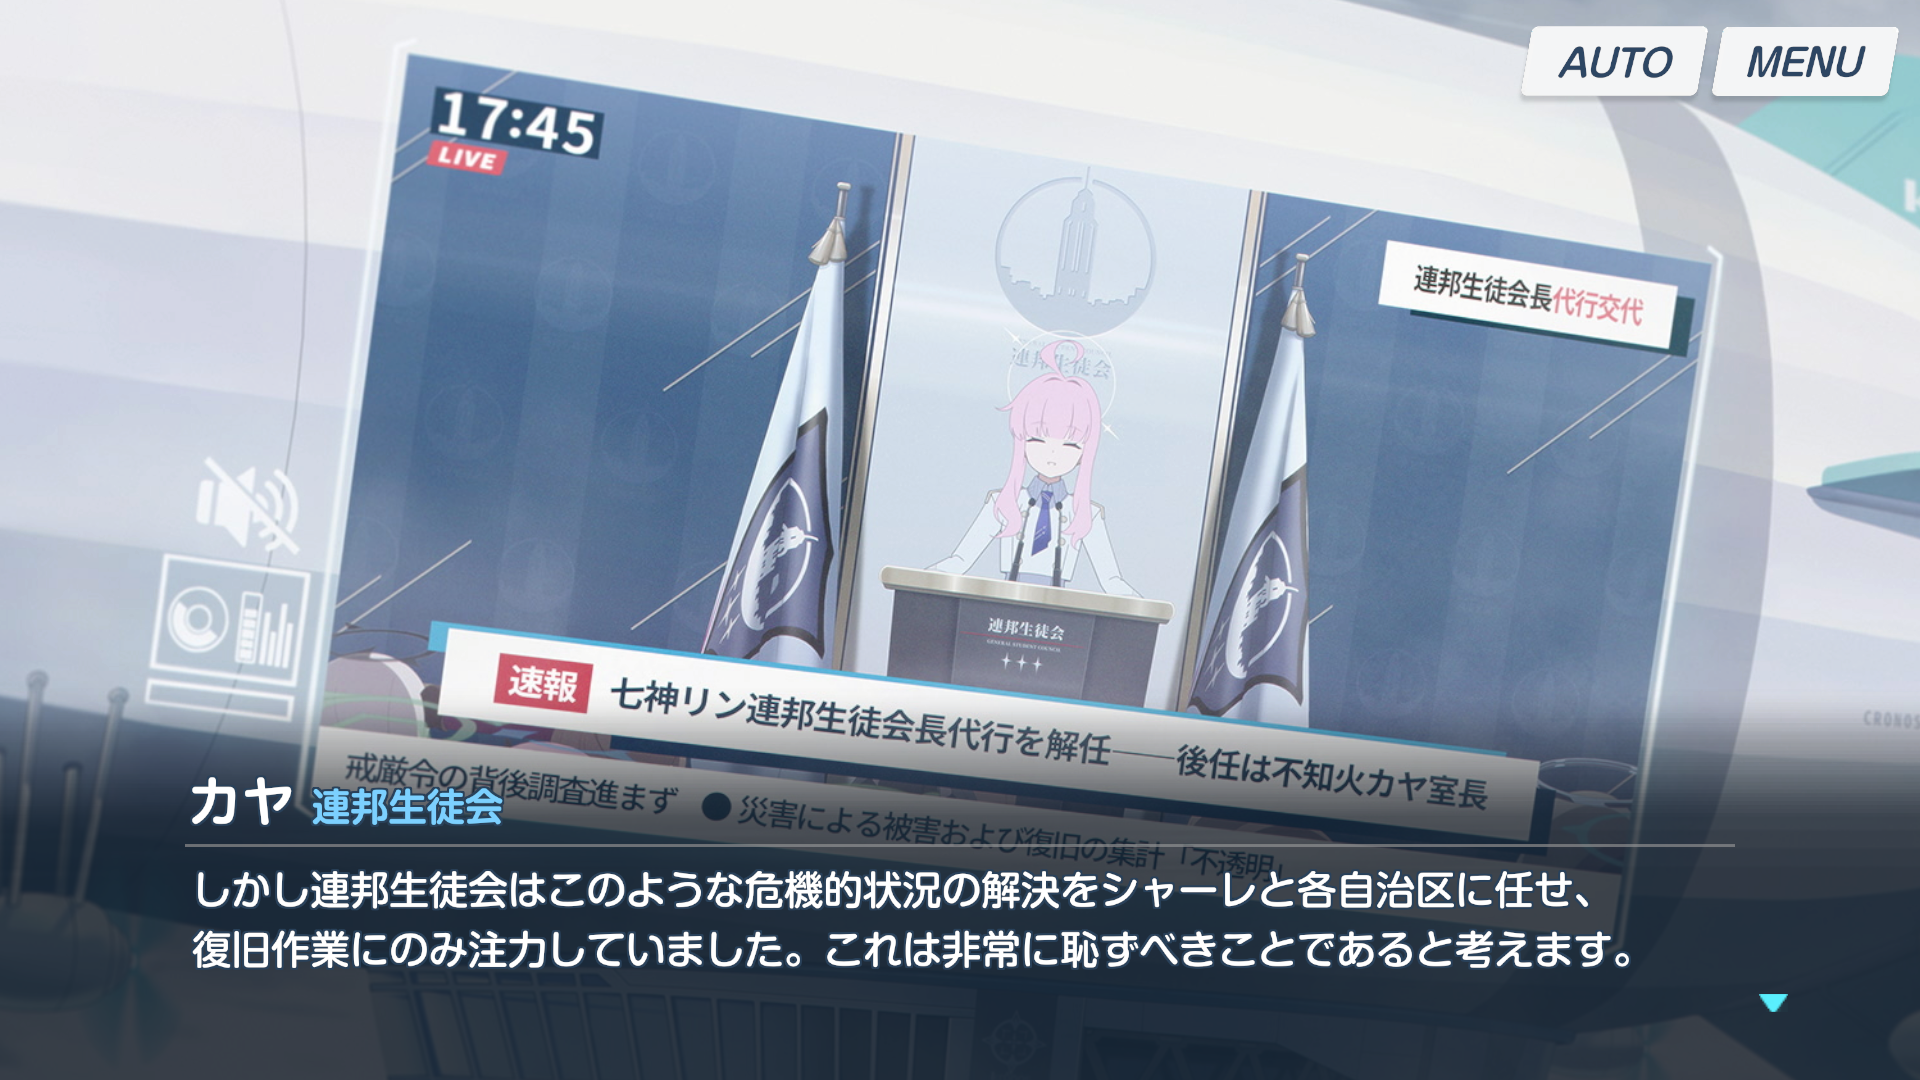 AUTO
MENU
17:45
LIVE
連邦生徒会長代行交代
連邦生徒会
連邦生徒会
GENERAL STUDENT COUNCIL
速報 七神リン連邦生徒会長代行を解任──後任は不知火カヤ室長
戒厳令の背後調査進まず ●災害による被害および復旧の集計「不透明」
CRONOS
カヤ 連邦生徒会
しかし連邦生徒会はこのような危機的状況の解決をシャーレと各自治区に任せ、
復旧作業にのみ注力していました。これは非常に恥ずべきことであると考えます。